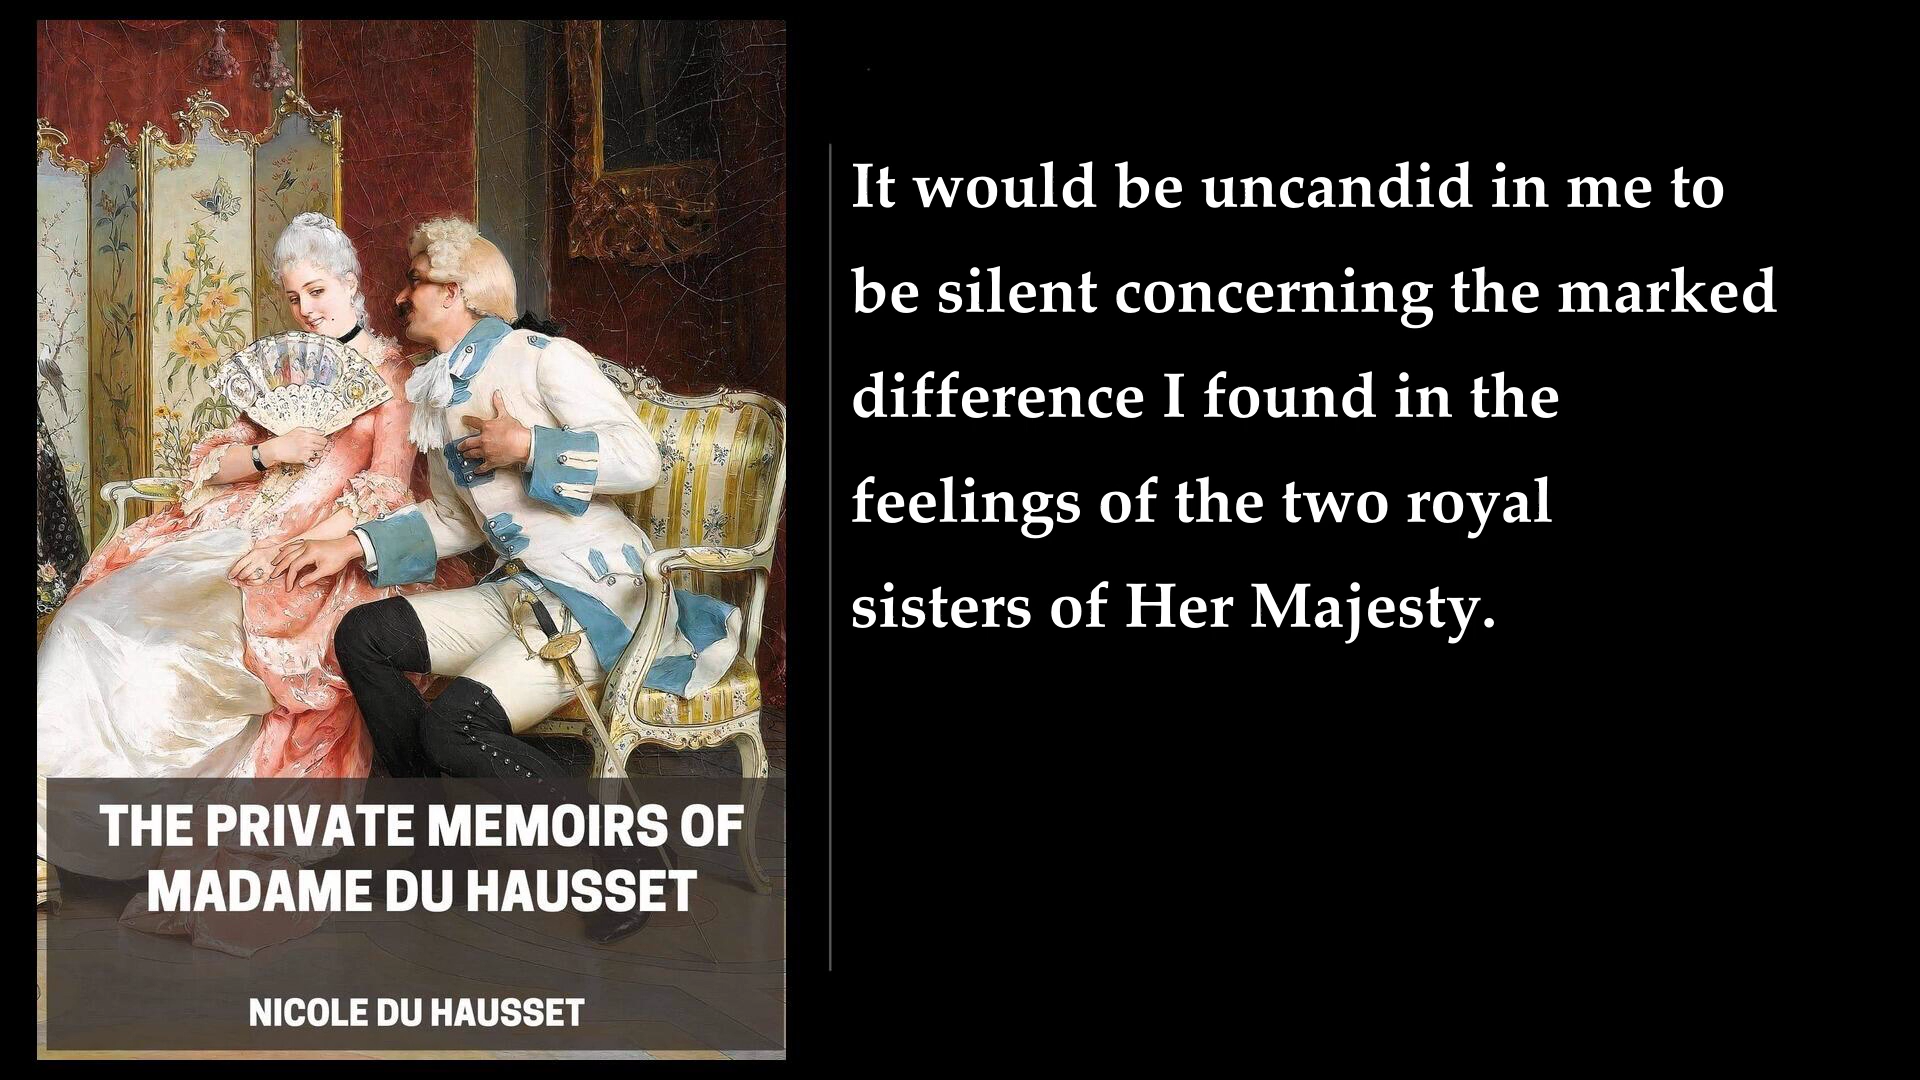 It would be uncandid in me to
be silent concerning the marked
difference I found in the
feelings of the two royal
sisters of Her Majesty.
THE PRIVATE MEMOIRS OF
MADAME DU HAUSSET
NICOLE DU HAUSSET